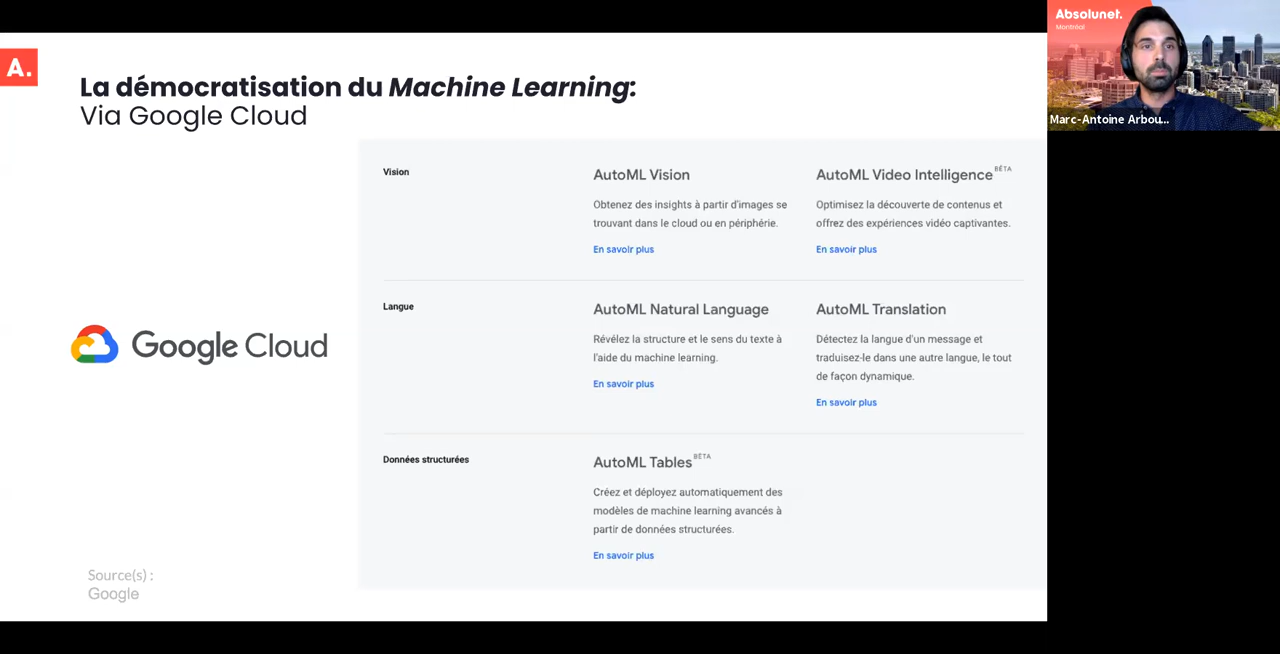 A.
La démocratisation du Machine Learning:
Via Google Cloud
Vision
AutoML Vision
Obtenez des insights à partir d'images se
trouvant dans le cloud ou en périphérie.
En savoir plus
AutoML Video Intelligence BÊTA
Optimisez la découverte de contenus et
offrez des expériences vidéo captivantes.
En savoir plus
Langue
AutoML Natural Language
Révélez la structure et le sens du texte à
l'aide du machine learning.
En savoir plus
AutoML Translation
Détectez la langue d'un message et
traduisez-le dans une autre langue, le tout
de façon dynamique.
En savoir plus
Données structurées
AutoML Tables BÊTA
Créez et déployez automatiquement des
modèles de machine learning avancés à
partir de données structurées.
En savoir plus
Google Cloud
Source(s) :
Google
Absolunet.
Montréal
Marc-Antoine Arbou...